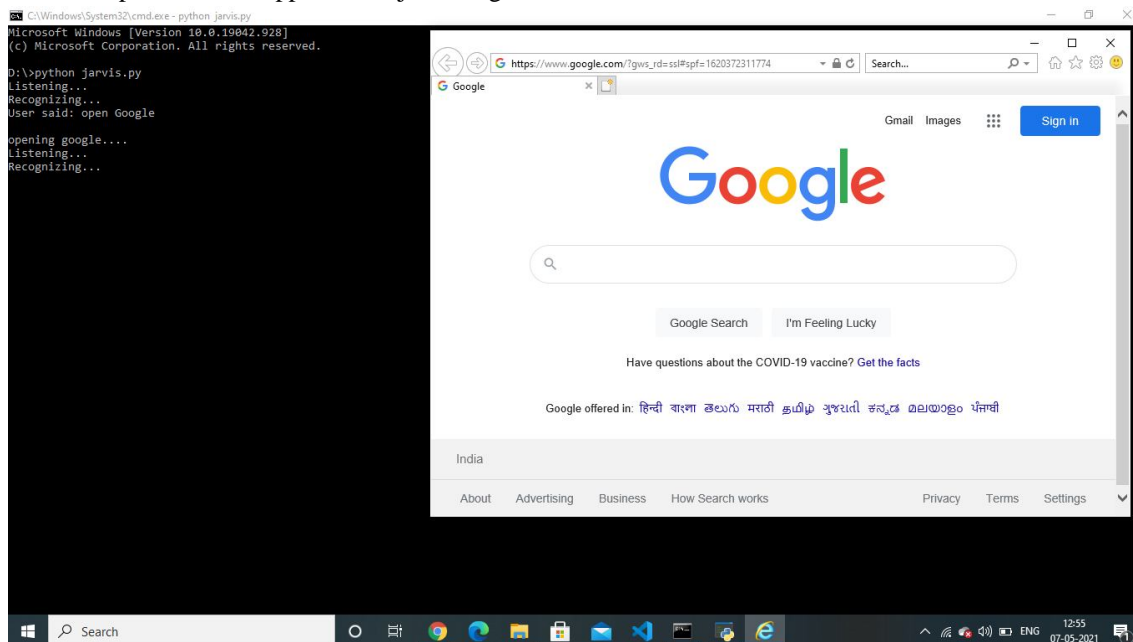 C:\Windows\System32\cmd.exe - python jarvis.py
Microsoft Windows [Version 10.0.19042.928]
(c) Microsoft Corporation. All rights reserved.
D:\>python jarvis.py
Listening...
Recognizing...
User said: open Google
opening google....
Listening...
Recognizing...
https://www.google.com/?gws_rd=ssl#spf=1620372311774
Search...
Google
Gmail Images Sign in
Google
Google Search I'm Feeling Lucky
Have questions about the COVID-19 vaccine? Get the facts
Google offered in: हिन्दी বাংলা తెలుగు मराठी தமிழ் ગુજરાતી ಕನ್ನಡ മലയാളം ਪੰਜਾਬੀ
India
About Advertising Business How Search works Privacy Terms Settings
Search
ENG
12:55
07-05-2021